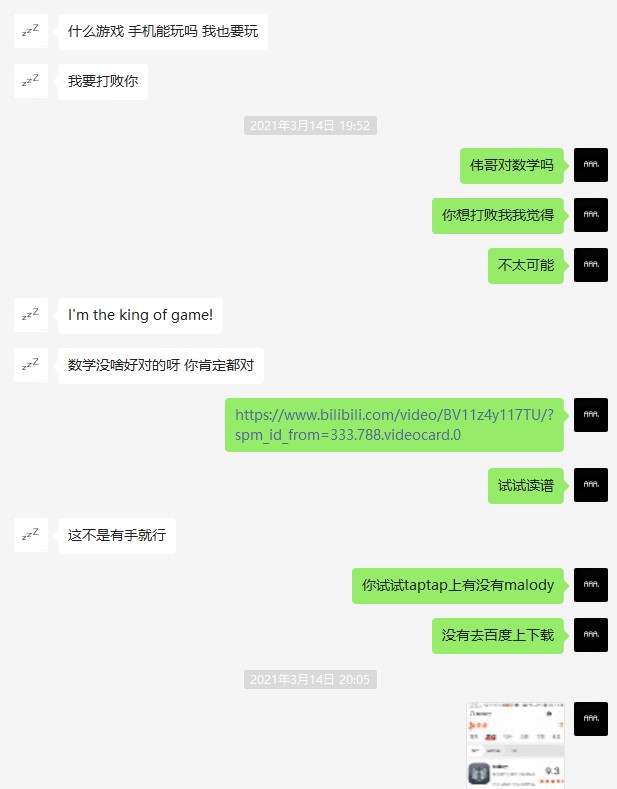 什么游戏 手机能玩吗 我也要玩
我要打败你
2021年3月14日 19:52
伟哥对数学吗
你想打败我我觉得
不太可能
I'm the king of game!
数学没啥好对的呀 你肯定都对
https://www.bilibili.com/video/BV11z4y117TU/?
spm_id_from=333.788.videocard.0
试试读谱
这不是有手就行
你试试taptap上有没有malody
没有去百度上下载
2021年3月14日 20:05
9.3